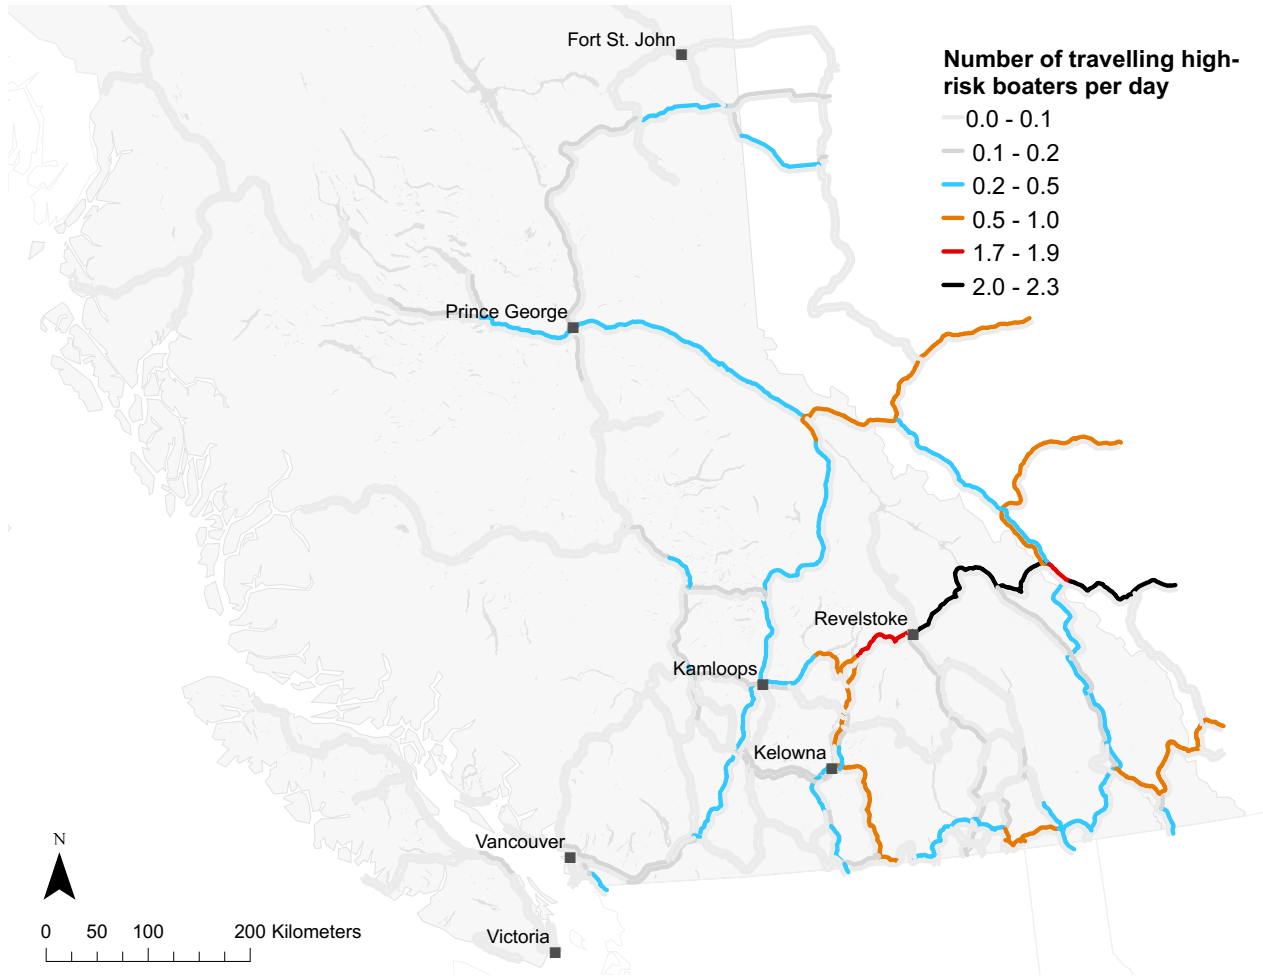 Fort St. John
Number of travelling high-
risk boaters per day
0.0 - 0.1
0.1 - 0.2
0.2 - 0.5
0.5 - 1.0
1.7 - 1.9
2.0 - 2.3
Prince George
Revelstoke
Kamloops
Kelowna
Vancouver
Victoria
N
0 50 100 200 Kilometers